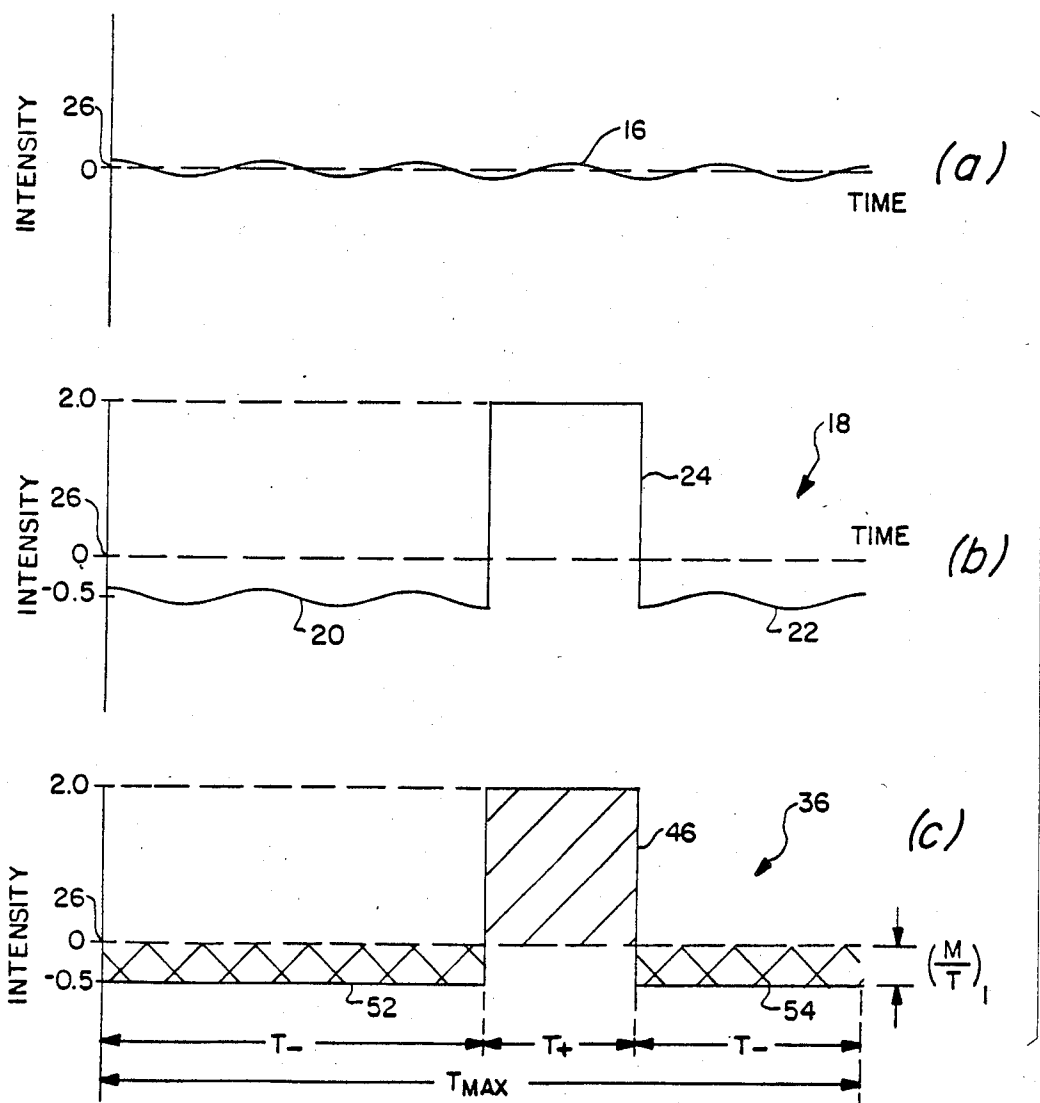 INTENSITY
26
0
16
TIME
(a)
INTENSITY
2.0
26
0
-0.5
20
24
18
TIME
22
(b)
INTENSITY
2.0
26
0
-0.5
52
46
36
54
(c)
(M/T)1
T-
T+
T-
TMAX